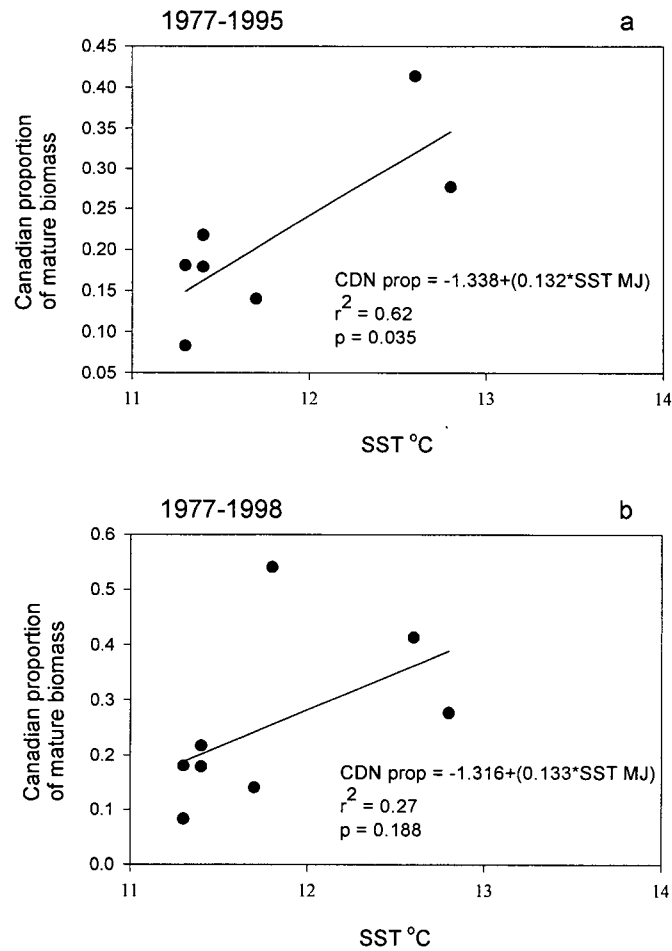 1977-1995 a
Canadian proportion
of mature biomass
0.45
0.40
0.35
0.30
0.25
0.20
0.15
0.10
0.05
CDN prop = -1.338+(0.132*SST MJ)
r2 = 0.62
p = 0.035
11 12 13 14
SST °C
1977-1998 b
Canadian proportion
of mature biomass
0.6
0.5
0.4
0.3
0.2
0.1
0.0
CDN prop = -1.316+(0.133*SST MJ)
r2 = 0.27
p = 0.188
11 12 13 14
SST °C